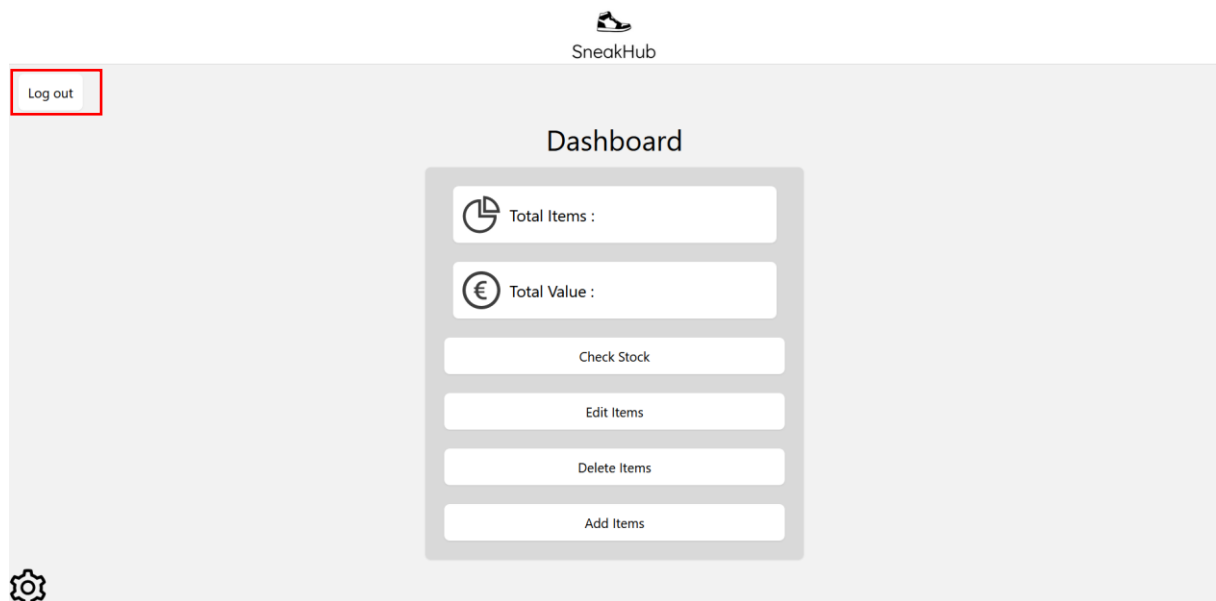 SneakHub
Log out
Dashboard
Total Items :
€ Total Value :
Check Stock
Edit Items
Delete Items
Add Items